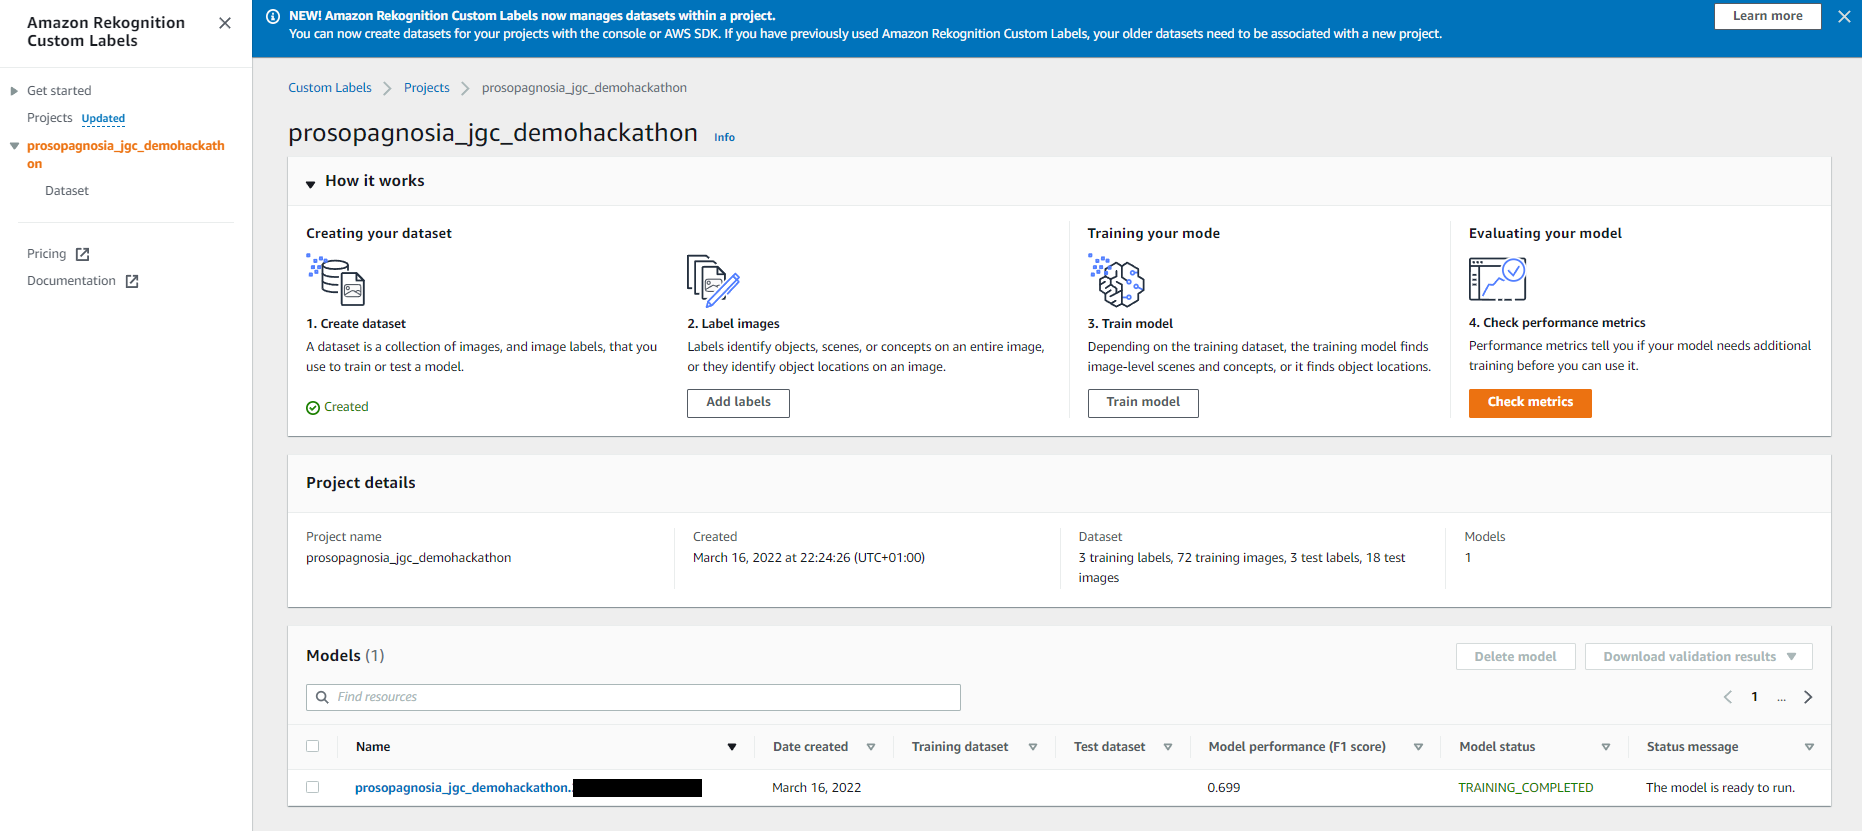 Amazon Rekognition
Custom Labels
Get started
Projects Updated
prosopagnosia_jgc_demohackath
on
Dataset
Pricing
Documentation
NEW! Amazon Rekognition Custom Labels now manages datasets within a project.
You can now create datasets for your projects with the console or AWS SDK. If you have previously used Amazon Rekognition Custom Labels, your older datasets need to be associated with a new project.
Learn more
Custom Labels Projects prosopagnosia_jgc_demohackathon
prosopagnosia_jgc_demohackathon Info
How it works
Creating your dataset
1. Create dataset
A dataset is a collection of images, and image labels, that you
use to train or test a model.
Created
2. Label images
Labels identify objects, scenes, or concepts on an entire image,
or they identify object locations on an image.
Add labels
Training your mode
3. Train model
Depending on the training dataset, the training model finds
image-level scenes and concepts, or it finds object locations.
Train model
Evaluating your model
4. Check performance metrics
Performance metrics tell you if your model needs additional
training before you can use it.
Check metrics
Project details
Project name
prosopagnosia_jgc_demohackathon
Created
March 16, 2022 at 22:24:26 (UTC+01:00)
Dataset
3 training labels, 72 training images, 3 test labels, 18 test
images
Models
1
Models (1)
Delete model
Download validation results
Find resources
1 ...
Name Date created Training dataset Test dataset Model performance (F1 score) Model status Status message
prosopagnosia_jgc_demohackathon. March 16, 2022 0.699 TRAINING_COMPLETED The model is ready to run.